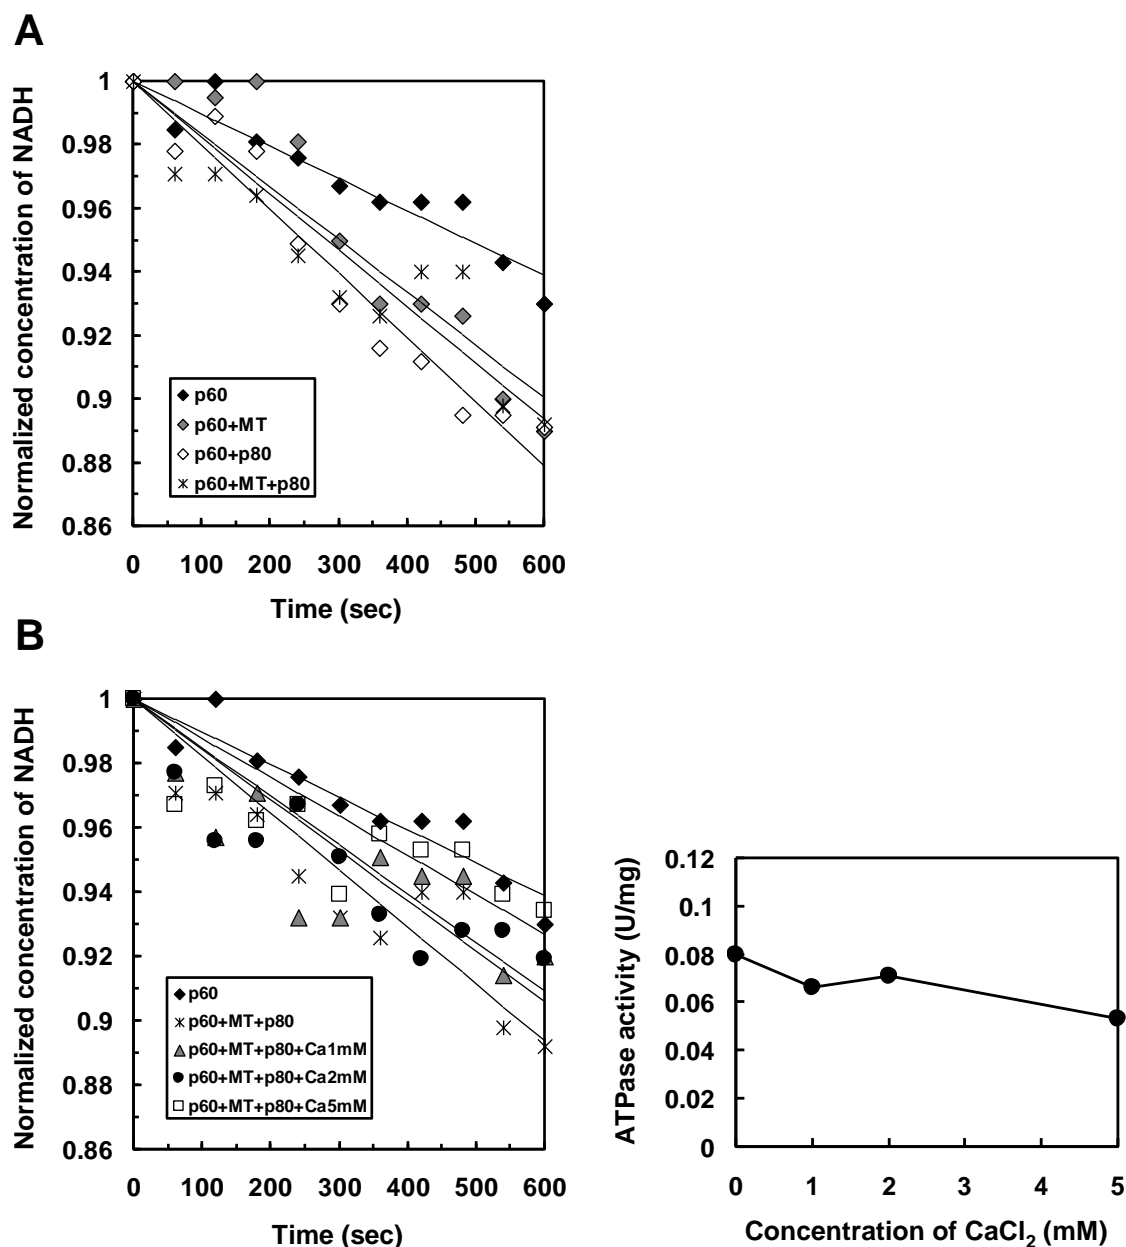 A
Normalized concentration of NADH
1
0.98
0.96
0.94
0.92
0.9
0.88
0.86
p60
p60+MT
p60+p80
p60+MT+p80
0 100 200 300 400 500 600
Time (sec)
B
Normalized concentration of NADH
1
0.98
0.96
0.94
0.92
0.9
0.88
0.86
p60
p60+MT+p80
p60+MT+p80+Ca1mM
p60+MT+p80+Ca2mM
p60+MT+p80+Ca5mM
0 100 200 300 400 500 600
Time (sec)
ATPase activity (U/mg)
0.12
0.1
0.08
0.06
0.04
0.02
0
0 1 2 3 4 5
Concentration of CaCl₂ (mM)